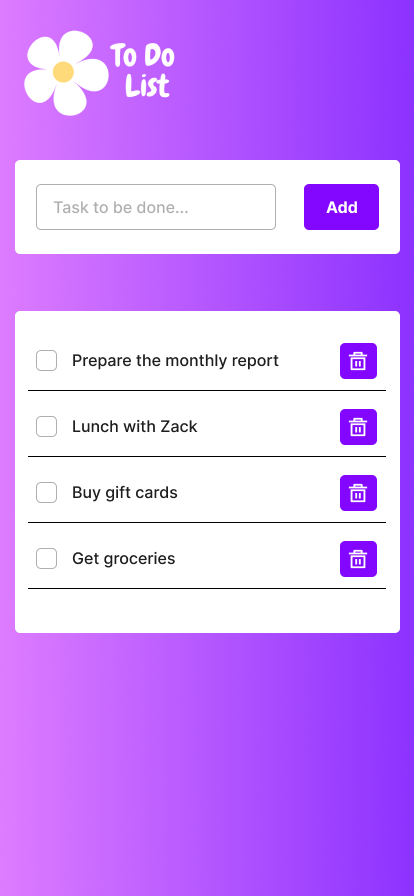 To Do
List
Task to be done...
Add
Prepare the monthly report
Lunch with Zack
Buy gift cards
Get groceries